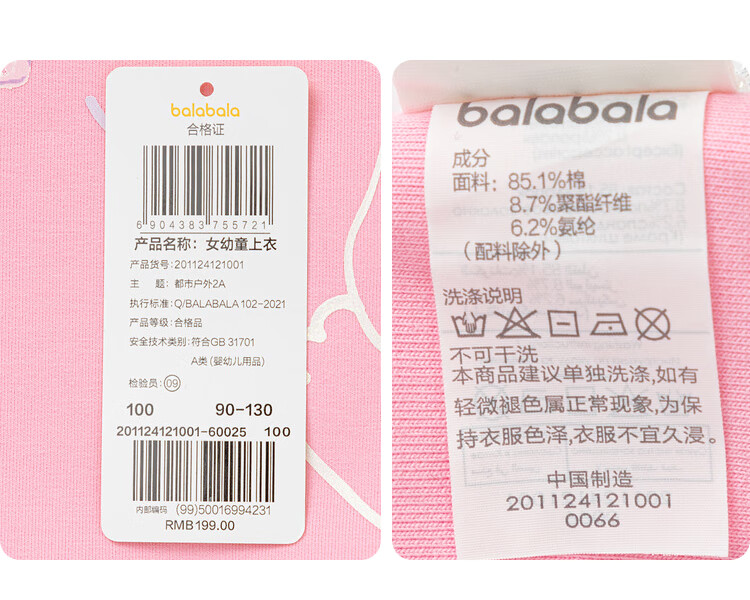 balabala
合格证
6 904383 755721
产品名称：女幼童上衣
产品货号：201124121001
主 题：都市户外2A
执行标准：Q/BALABALA 102-2021
产品等级：合格品
安全技术类别：符合GB 31701
A类(婴幼儿用品)
检验员：09
100 90-130
201124121001-60025 100
内部编码 (99)50016994231
RMB199.00
balabala
成分
面料：85.1%棉
8.7%聚酯纤维
6.2%氨纶
（配料除外）
洗涤说明
不可干洗
本商品建议单独洗涤,如有
轻微褪色属正常现象,为保
持衣服色泽,衣服不宜久浸。
中国制造
201124121001
0066